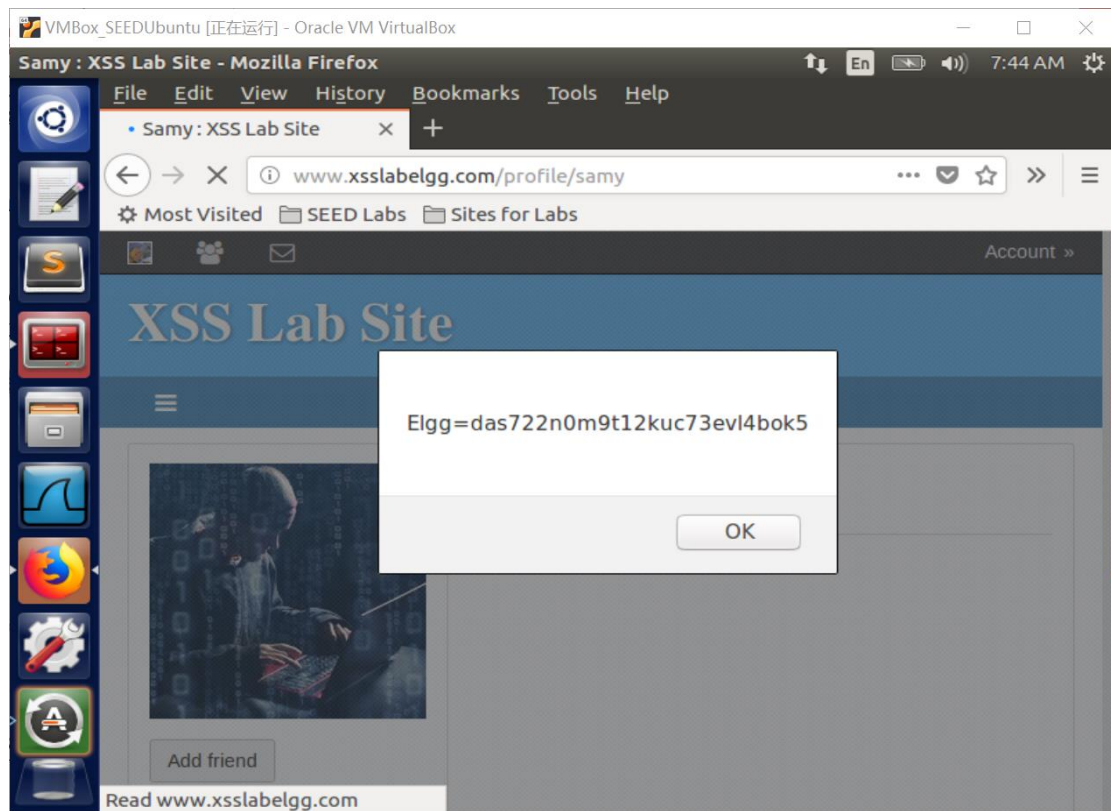 VMBox_SEEDUbuntu [正在运行] - Oracle VM VirtualBox
Samy : XSS Lab Site - Mozilla Firefox
En
7:44 AM
File Edit View History Bookmarks Tools Help
• Samy : XSS Lab Site × +
www.xsslabelgg.com/profile/samy
Most Visited SEED Labs Sites for Labs
Account »
XSS Lab Site
Elgg=das722n0m9t12kuc73evl4bok5
OK
Add friend
Read www.xsslabelgg.com